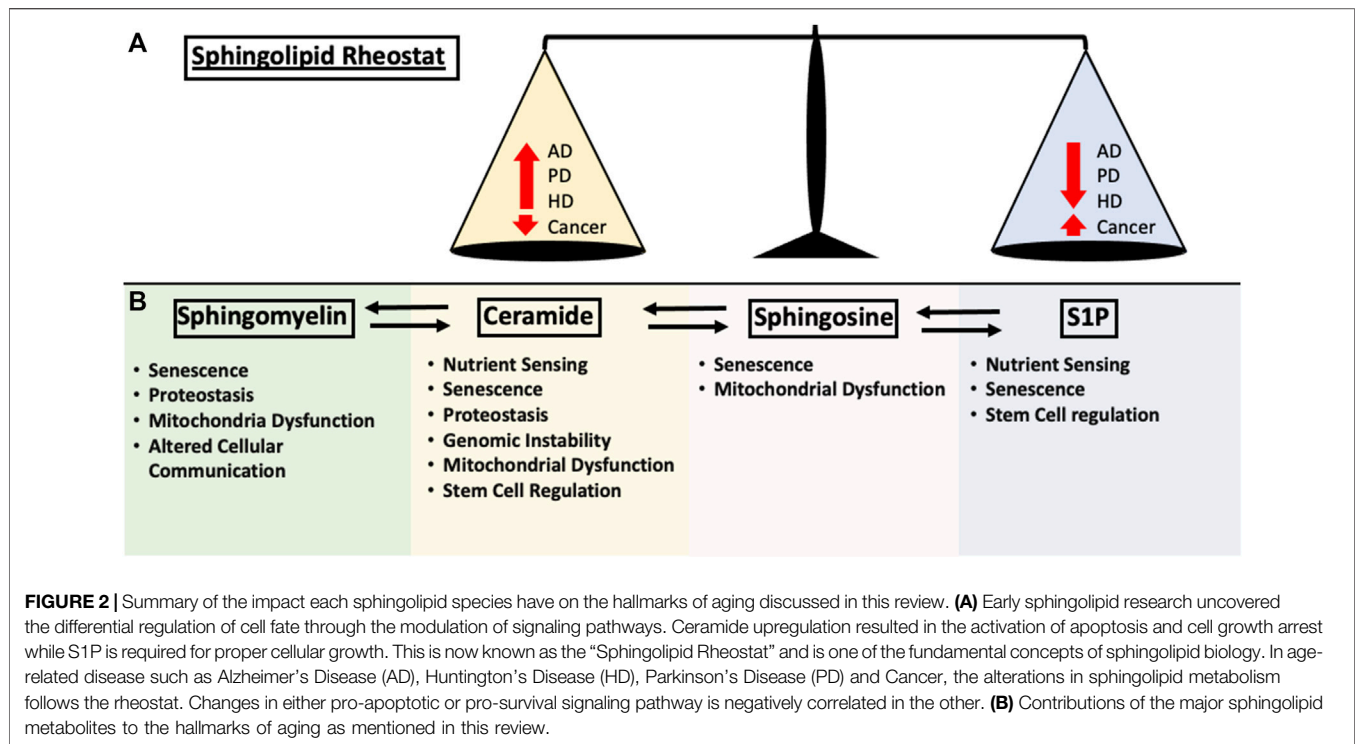 A
Sphingolipid Rheostat
AD
PD
HD
Cancer
AD
PD
HD
Cancer
B
Sphingomyelin
Ceramide
Sphingosine
S1P
• Senescence
• Proteostasis
• Mitochondria Dysfunction
• Altered Cellular
Communication
• Nutrient Sensing
• Senescence
• Proteostasis
• Genomic Instability
• Mitochondrial Dysfunction
• Stem Cell Regulation
• Senescence
• Mitochondrial Dysfunction
• Nutrient Sensing
• Senescence
• Stem Cell regulation
FIGURE 2 | Summary of the impact each sphingolipid species have on the hallmarks of aging discussed in this review. (A) Early sphingolipid research uncovered
the differential regulation of cell fate through the modulation of signaling pathways. Ceramide upregulation resulted in the activation of apoptosis and cell growth arrest
while S1P is required for proper cellular growth. This is now known as the “Sphingolipid Rheostat” and is one of the fundamental concepts of sphingolipid biology. In age-
related disease such as Alzheimer’s Disease (AD), Huntington’s Disease (HD), Parkinson’s Disease (PD) and Cancer, the alterations in sphingolipid metabolism
follows the rheostat. Changes in either pro-apoptotic or pro-survival signaling pathway is negatively correlated in the other. (B) Contributions of the major sphingolipid
metabolites to the hallmarks of aging as mentioned in this review.